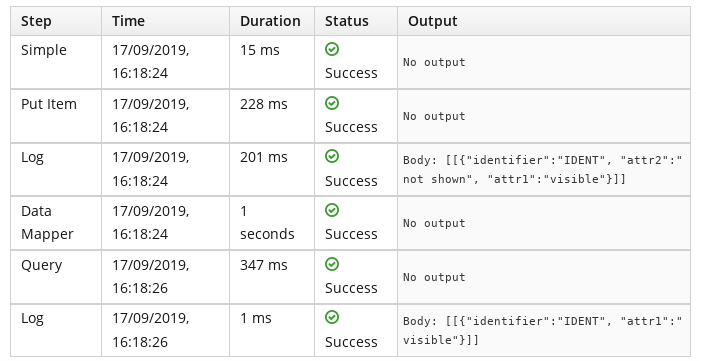 Step Time Duration Status Output
Simple 17/09/2019, 16:18:24 15 ms Success No output
Put Item 17/09/2019, 16:18:24 228 ms Success No output
Log 17/09/2019, 16:18:24 201 ms Success Body: [[{"identifier":"IDENT", "attr2":"not shown", "attr1":"visible"}]]
Data Mapper 17/09/2019, 16:18:24 1 seconds Success No output
Query 17/09/2019, 16:18:26 347 ms Success No output
Log 17/09/2019, 16:18:26 1 ms Success Body: [[{"identifier":"IDENT", "attr1":"visible"}]]